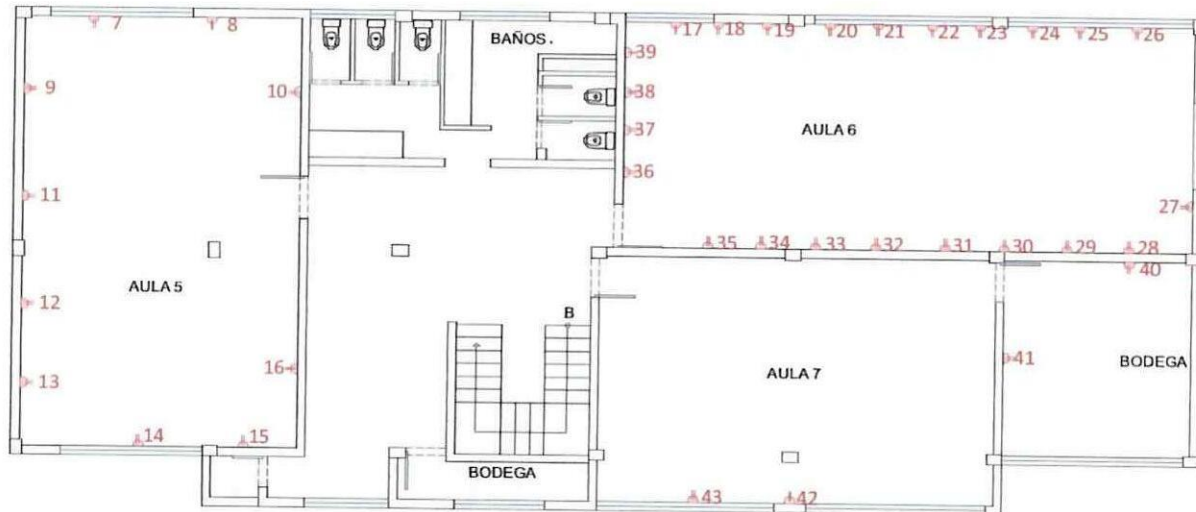 7 8 17 18 19 20 21 22 23 24 25 26
BAÑOS.
39
9 10 38
37 AULA 6
36
11 27
35 34 33 32 31 30 29 28
40
AULA 5
12 B
41 BODEGA
16 AULA 7
13
14 15
BODEGA
43 42